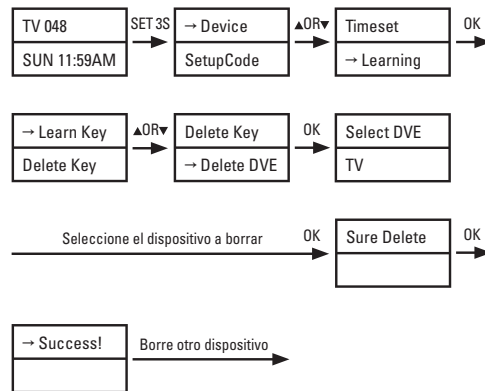 TV 048 SET 3S → Device ▲OR▼ Timeset OK
SUN 11:59AM SetupCode → Learning
→ Learn Key ▲OR▼ Delete Key OK Select DVE
Delete Key → Delete DVE TV
Seleccione el dispositivo a borrar OK Sure Delete OK
→ Success! Borre otro dispositivo